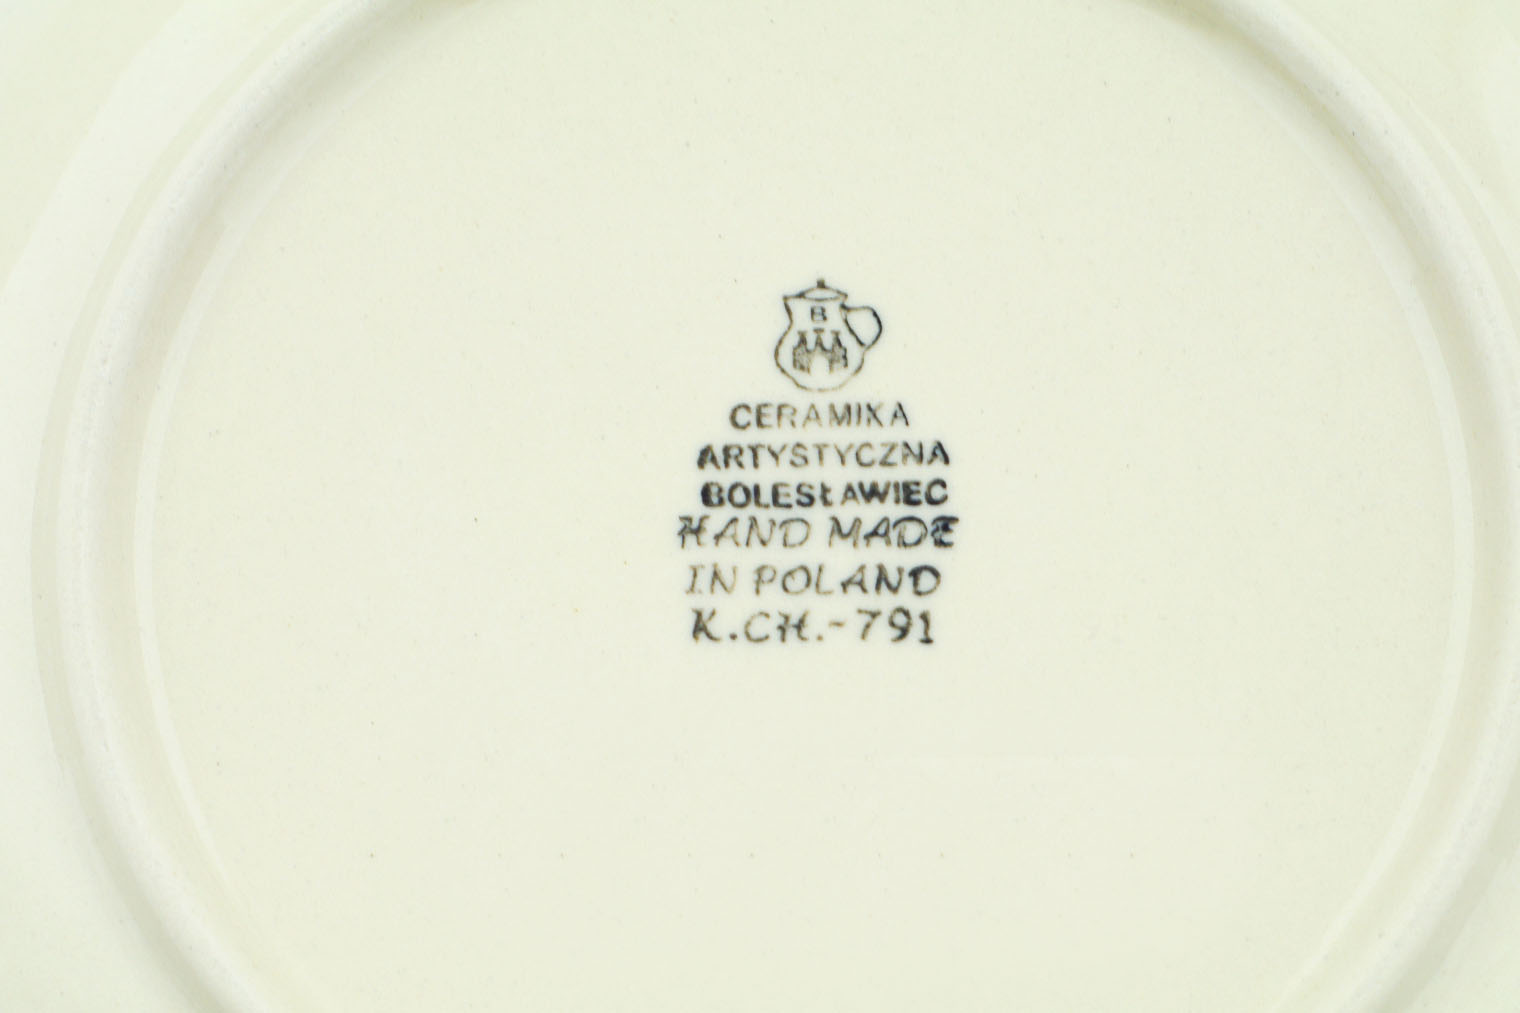 B
CERAMIKA
ARTYSTYCZNA
BOLESŁAWIEC
HAND MADE
IN POLAND
K.CH.-791